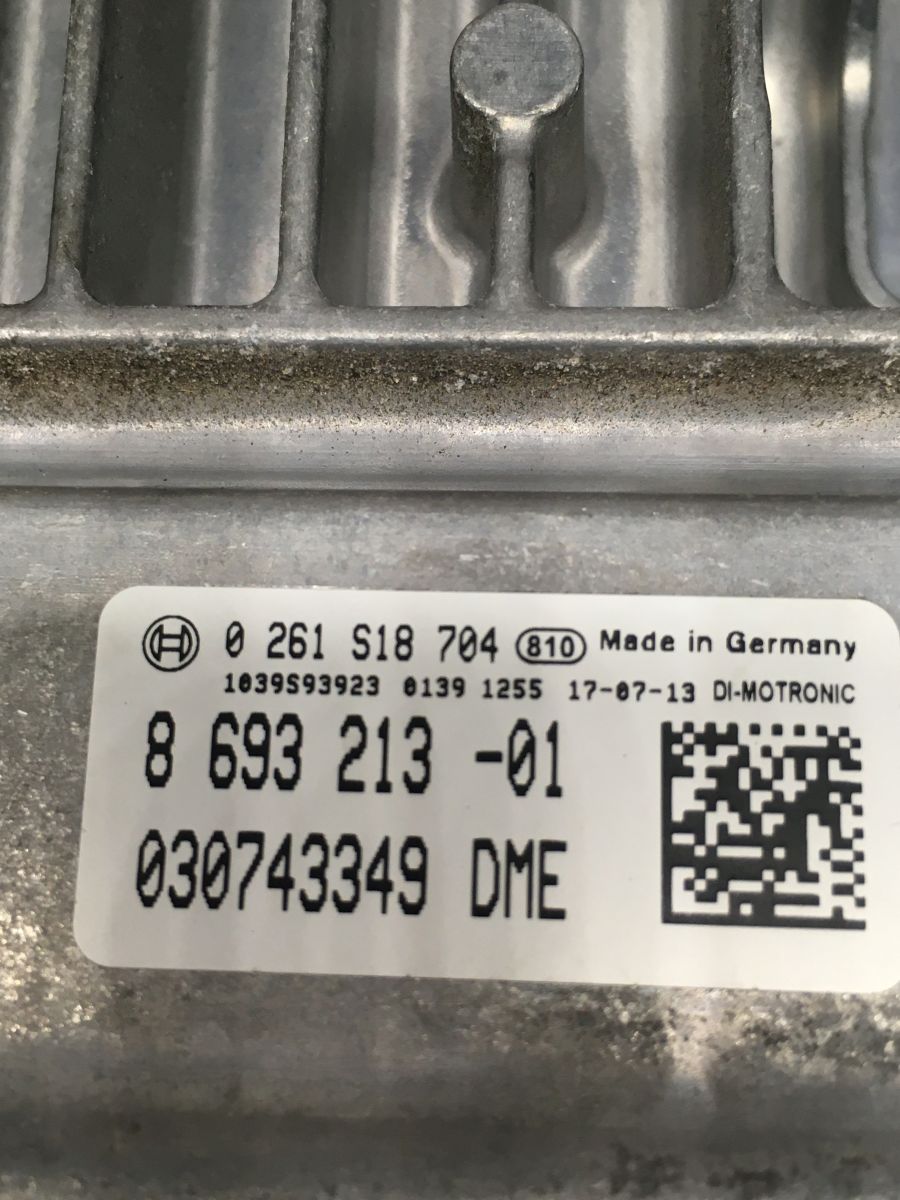 0 261 S18 704 810 Made in Germany
1039S93923 0139 1255 17-07-13 DI-MOTRONIC
8 693 213 -01
030743349 DME